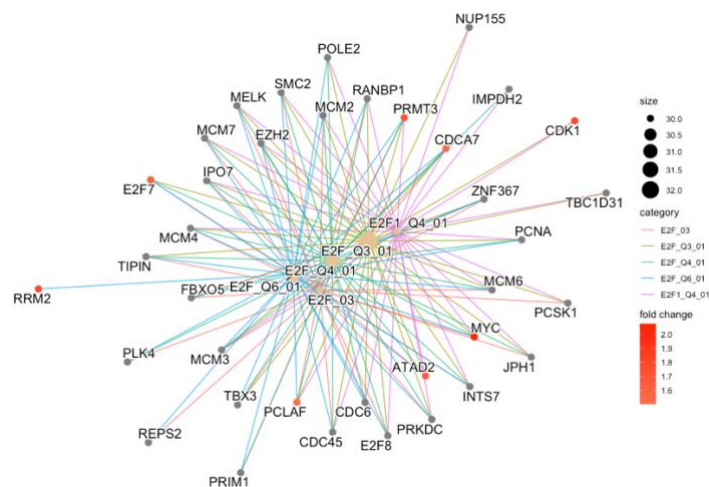 NUP155
POLE2
SMC2
RANBP1
MELK
MCM2
PRMT3
IMPDH2
MCM7
EZH2
CDCA7
CDK1
IPO7
E2F7
ZNF367
TBC1D31
MCM4
E2F1_Q4_01
PCNA
E2F_Q3_01
TIPIN
E2F_Q4_01
FBXO5
E2F_Q6_01
E2F_03
MCM6
RRM2
PCSK1
MYC
PLK4
MCM3
ATAD2
JPH1
TBX3
PCLAF
CDC6
INTS7
REPS2
CDC45
E2F8
PRKDC
PRIM1
size
30.0
30.5
31.0
31.5
32.0
category
E2F_03
E2F_Q3_01
E2F_Q4_01
E2F_Q6_01
E2F1_Q4_01
fold change
2.0
1.9
1.8
1.7
1.6